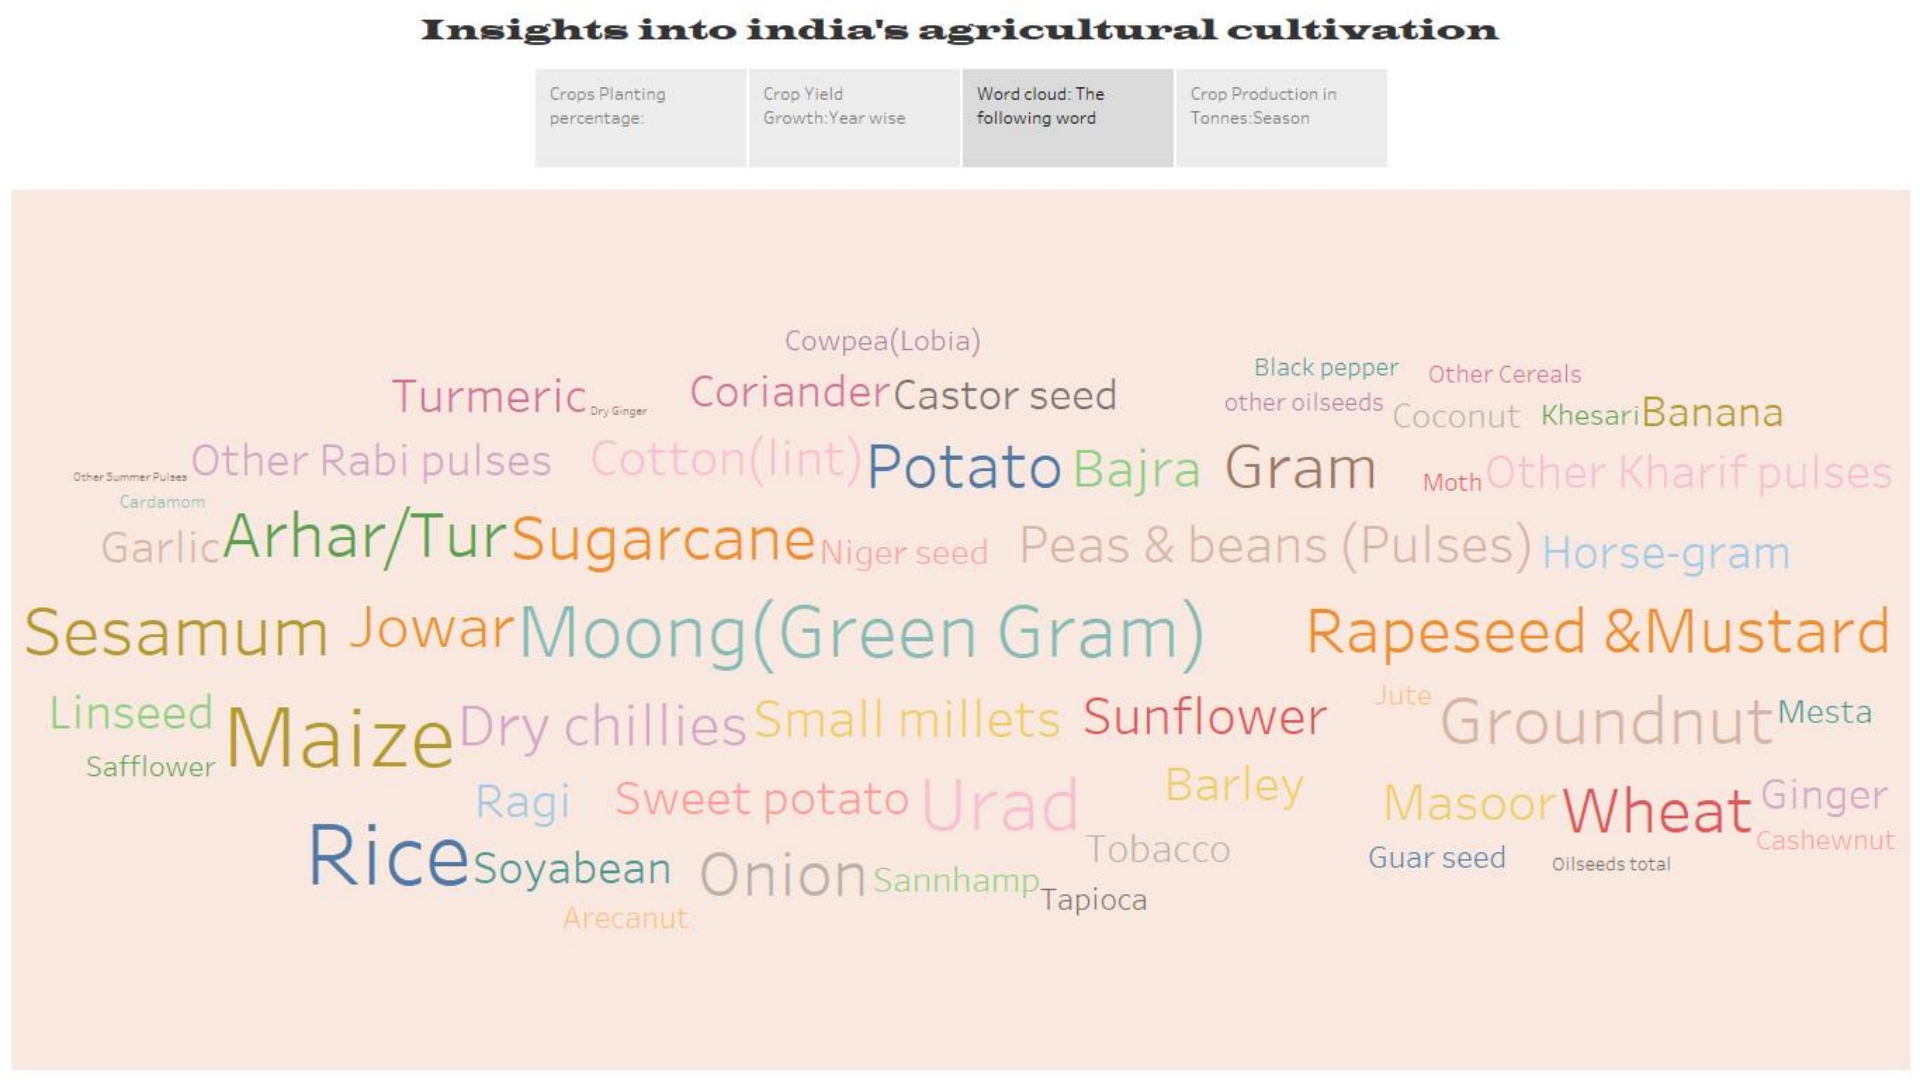 Insights into india's agricultural cultivation
Crops Planting
percentage:
Crop Yield
Growth:Year wise
Word cloud: The
following word
Crop Production in
Tonnes:Season
Cowpea(Lobia)
Black pepper
Other Cereals
Turmeric
Dry Ginger
Coriander
Castor seed
other oilseeds
Coconut
Khesari
Banana
Other Summer Pulses
Other Rabi pulses
Cotton(lint)
Potato
Bajra
Gram
Moth
Other Kharif pulses
Cardamom
Garlic
Arhar/Tur
Sugarcane
Niger seed
Peas & beans (Pulses)
Horse-gram
Sesamum
Jowar
Moong(Green Gram)
Rapeseed &Mustard
Linseed
Maize
Dry chillies
Small millets
Sunflower
Jute
Groundnut
Mesta
Safflower
Ragi
Sweet potato
Urad
Barley
Masoor
Wheat
Ginger
Rice
Soyabean
Onion
Sannhamp
Tobacco
Tapioca
Guar seed
Oilseeds total
Cashewnut
Arecanut